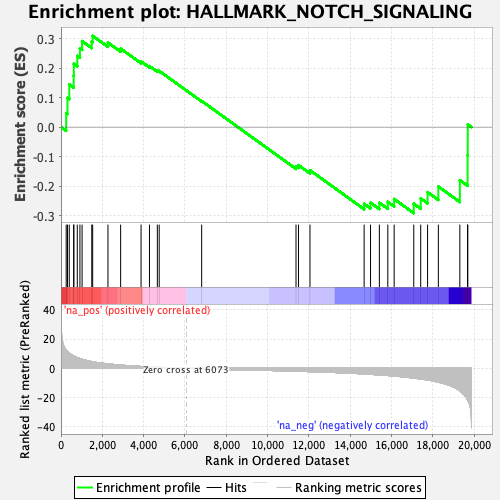 Enrichment plot: HALLMARK_NOTCH_SIGNALING
Enrichment score (ES)
0.3
0.2
0.1
0.0
-0.1
-0.2
-0.3
'na_pos' (positively correlated)
Ranked list metric (PreRanked)
40
20
0
-20
-40
Zero cross at 6073
'na_neg' (negatively correlated)
0 2,000 4,000 6,000 8,000 10,000 12,000 14,000 16,000 18,000 20,000
Rank in Ordered Dataset
Enrichment profile Hits Ranking metric scores